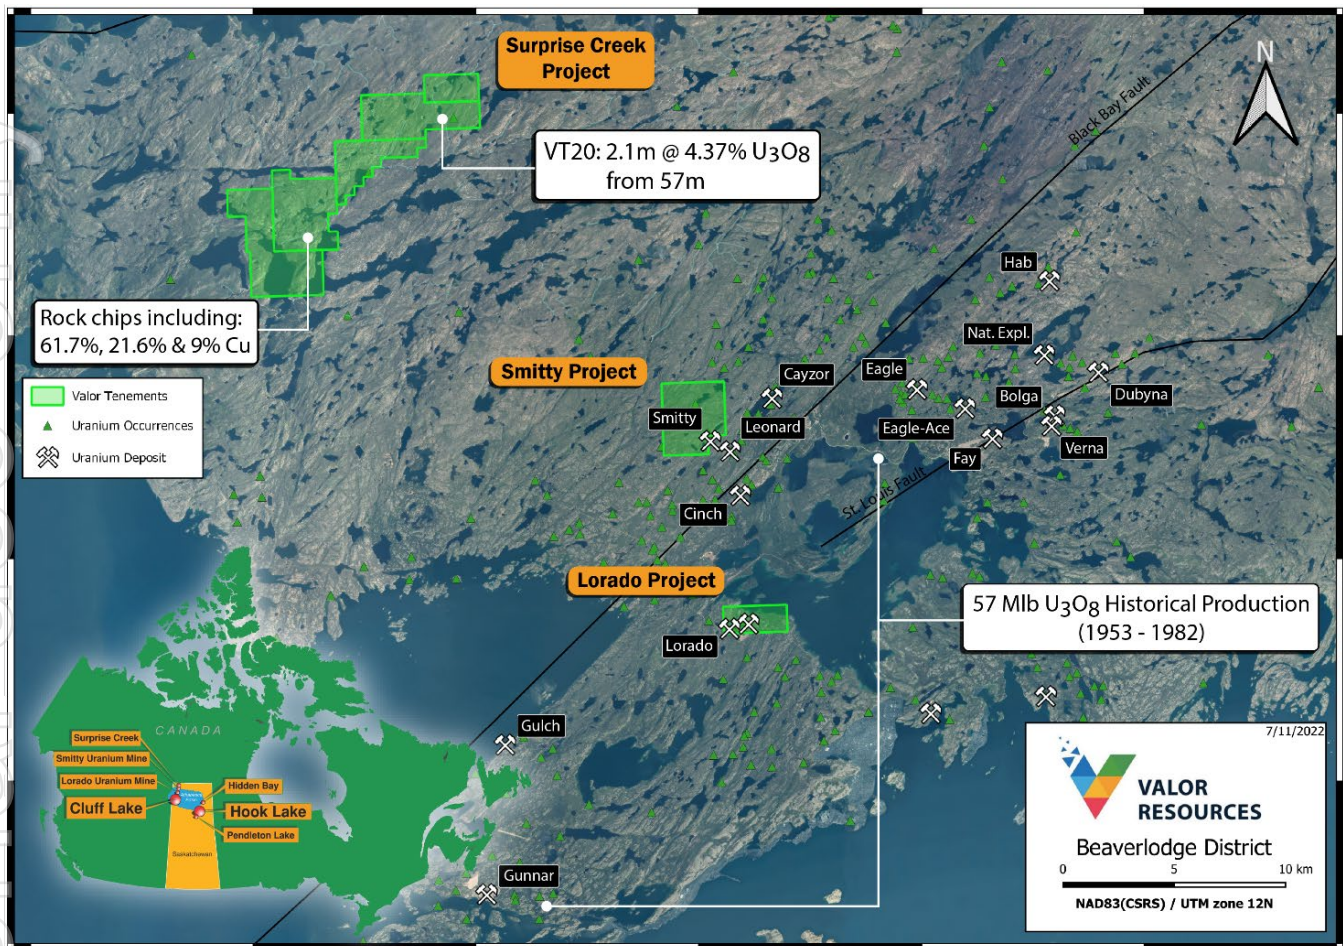 Surprise Creek
Project
N
Black Bay Fault
VT20: 2.1m @ 4.37% U3O8
from 57m
Hab
Rock chips including:
61.7%, 21.6% & 9% Cu
Nat. Expl.
Smitty Project
Cayzor
Eagle
Valor Tenements
Uranium Occurrences
Uranium Deposit
Bolga
Dubyna
Smitty
Leonard
Eagle-Ace
Fay
Verna
St. Louis Fault
Cinch
Lorado Project
57 Mlb U3O8 Historical Production
(1953 - 1982)
Lorado
Gulch
CANADA
Surprise Creek
Smitty Uranium Mine
Lorado Uranium Mine
Hidden Bay
Cluff Lake
Hook Lake
Pendleton Lake
Saskatchewan
Gunnar
7/11/2022
VALOR
RESOURCES
Beaverlodge District
0 5 10 km
NAD83(CSRS) / UTM zone 12N